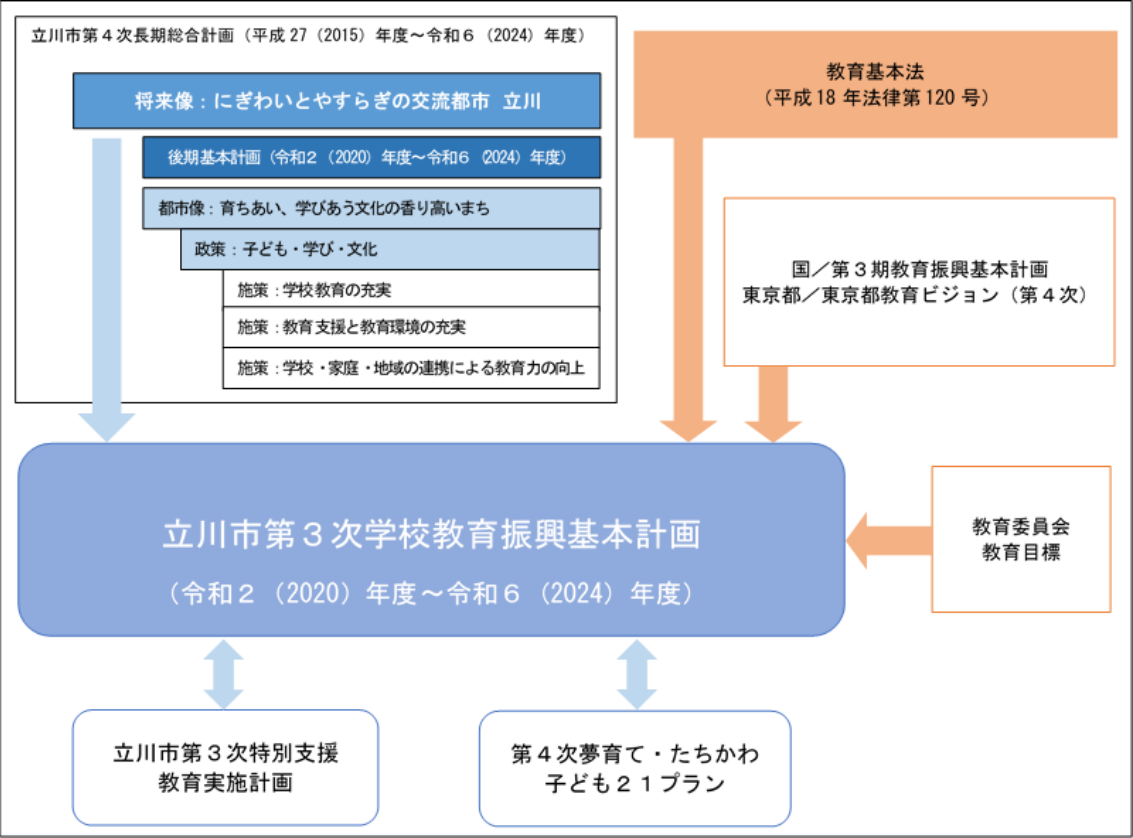 立川市第４次長期総合計画（平成27（2015）年度～令和６（2024）年度）
将来像：にぎわいとやすらぎの交流都市 立川
後期基本計画（令和２（2020）年度～令和６（2024）年度）
都市像：育ちあい、学びあう文化の香り高いまち
政策：子ども・学び・文化
施策：学校教育の充実
施策：教育支援と教育環境の充実
施策：学校・家庭・地域の連携による教育力の向上
教育基本法
（平成18年法律第120号）
国／第３期教育振興基本計画
東京都／東京都教育ビジョン（第４次）
立川市第３次学校教育振興基本計画
（令和２（2020）年度～令和６（2024）年度）
教育委員会
教育目標
立川市第３次特別支援
教育実施計画
第４次夢育て・たちかわ
子ども２１プラン